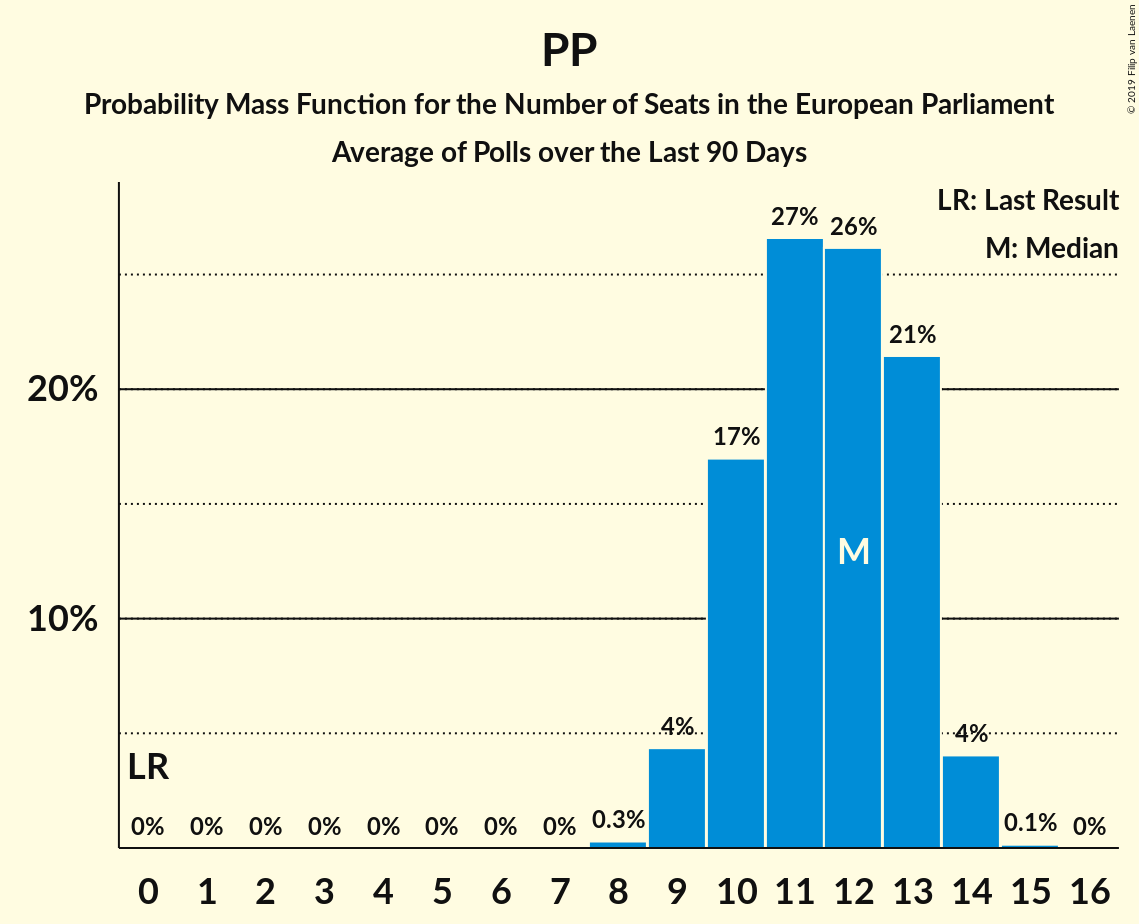 PP
Probability Mass Function for the Number of Seats in the European Parliament
Average of Polls over the Last 90 Days
© 2019 Filip van Laenen
LR: Last Result
M: Median
27%
26%
21%
20%
17%
M
10%
4%
4%
LR
0% 0% 0% 0% 0% 0% 0% 0% 0.3% 0.1% 0%
0 1 2 3 4 5 6 7 8 9 10 11 12 13 14 15 16